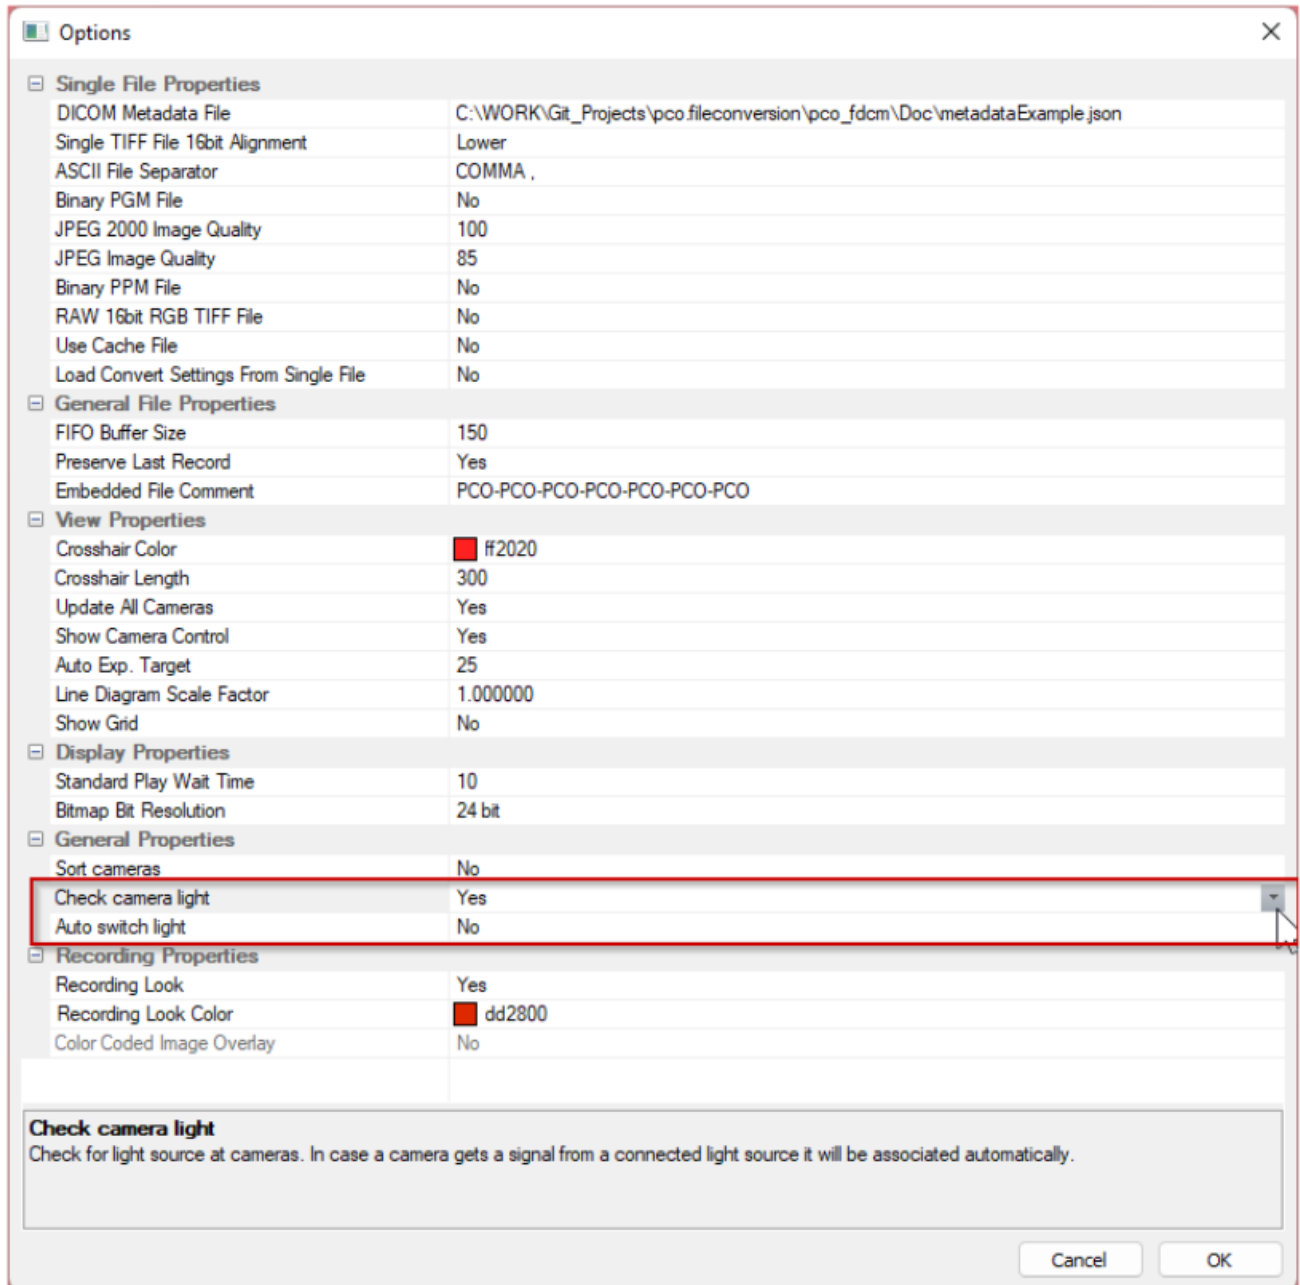 Options
Single File Properties
DICOM Metadata File C:\WORK\Git_Projects\pco.fileconversion\pco_fdcm\Doc\metadataExample.json
Single TIFF File 16bit Alignment Lower
ASCII File Separator COMMA ,
Binary PGM File No
JPEG 2000 Image Quality 100
JPEG Image Quality 85
Binary PPM File No
RAW 16bit RGB TIFF File No
Use Cache File No
Load Convert Settings From Single File No
General File Properties
FIFO Buffer Size 150
Preserve Last Record Yes
Embedded File Comment PCO-PCO-PCO-PCO-PCO-PCO-PCO
View Properties
Crosshair Color ff2020
Crosshair Length 300
Update All Cameras Yes
Show Camera Control Yes
Auto Exp. Target 25
Line Diagram Scale Factor 1.000000
Show Grid No
Display Properties
Standard Play Wait Time 10
Bitmap Bit Resolution 24 bit
General Properties
Sort cameras No
Check camera light Yes
Auto switch light No
Recording Properties
Recording Look Yes
Recording Look Color dd2800
Color Coded Image Overlay No
Check camera light
Check for light source at cameras. In case a camera gets a signal from a connected light source it will be associated automatically.
Cancel OK